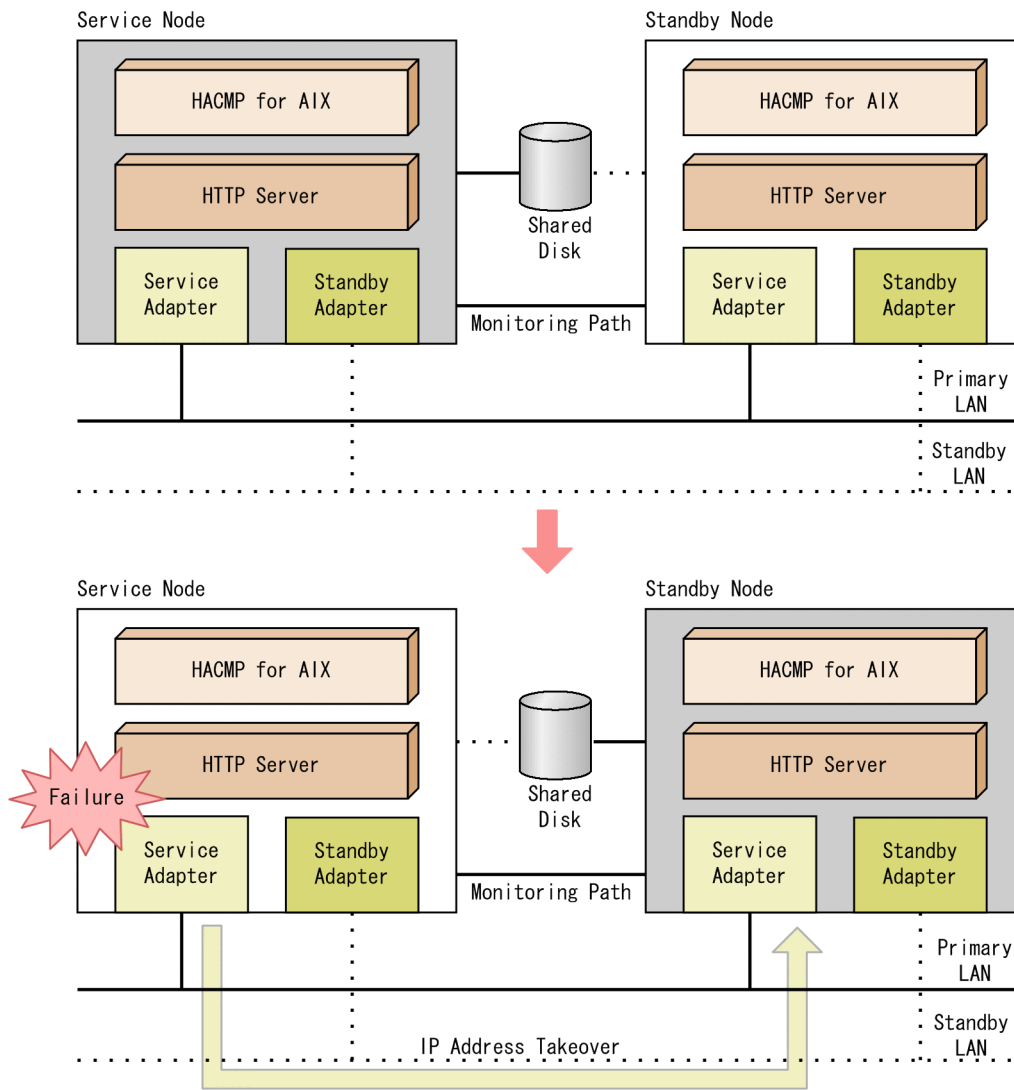 Service Node
Standby Node
HACMP for AIX
HACMP for AIX
HTTP Server
HTTP Server
Shared
Disk
Service
Adapter
Standby
Adapter
Service
Adapter
Standby
Adapter
Monitoring Path
Primary
LAN
Standby
LAN
Service Node
Standby Node
HACMP for AIX
HACMP for AIX
HTTP Server
HTTP Server
Failure
Shared
Disk
Service
Adapter
Standby
Adapter
Service
Adapter
Standby
Adapter
Monitoring Path
Primary
LAN
Standby
LAN
IP Address Takeover